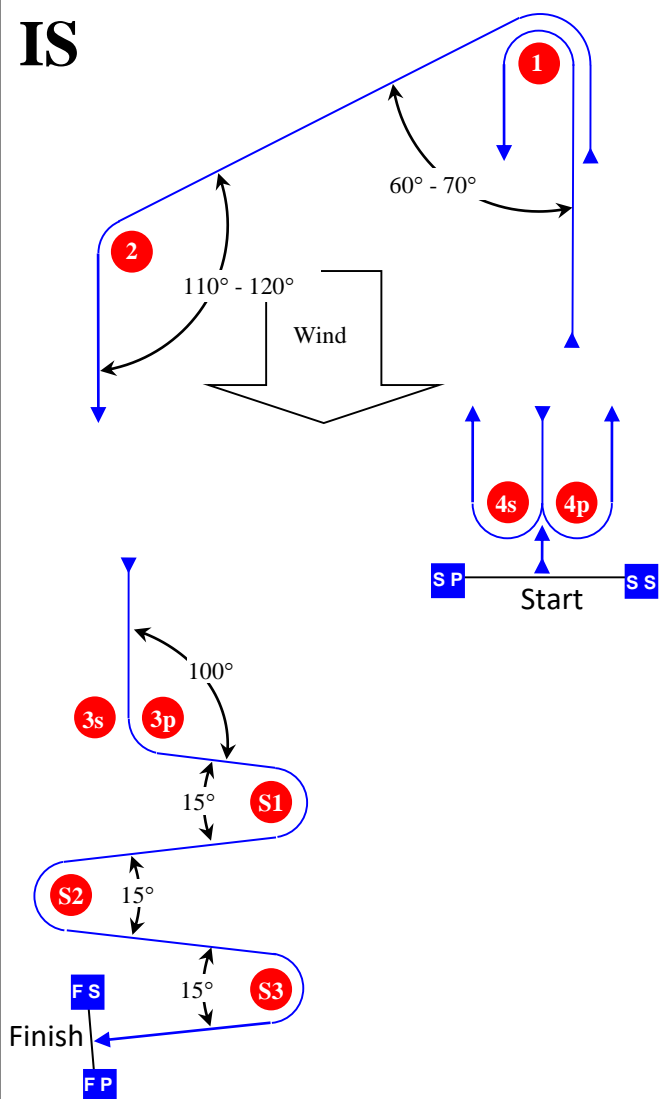 IS
1
60° - 70°
2
110° - 120°
Wind
4s 4p
S P S S
Start
100°
3s 3p
15° S1
S2 15°
15° S3
F S
Finish
F P